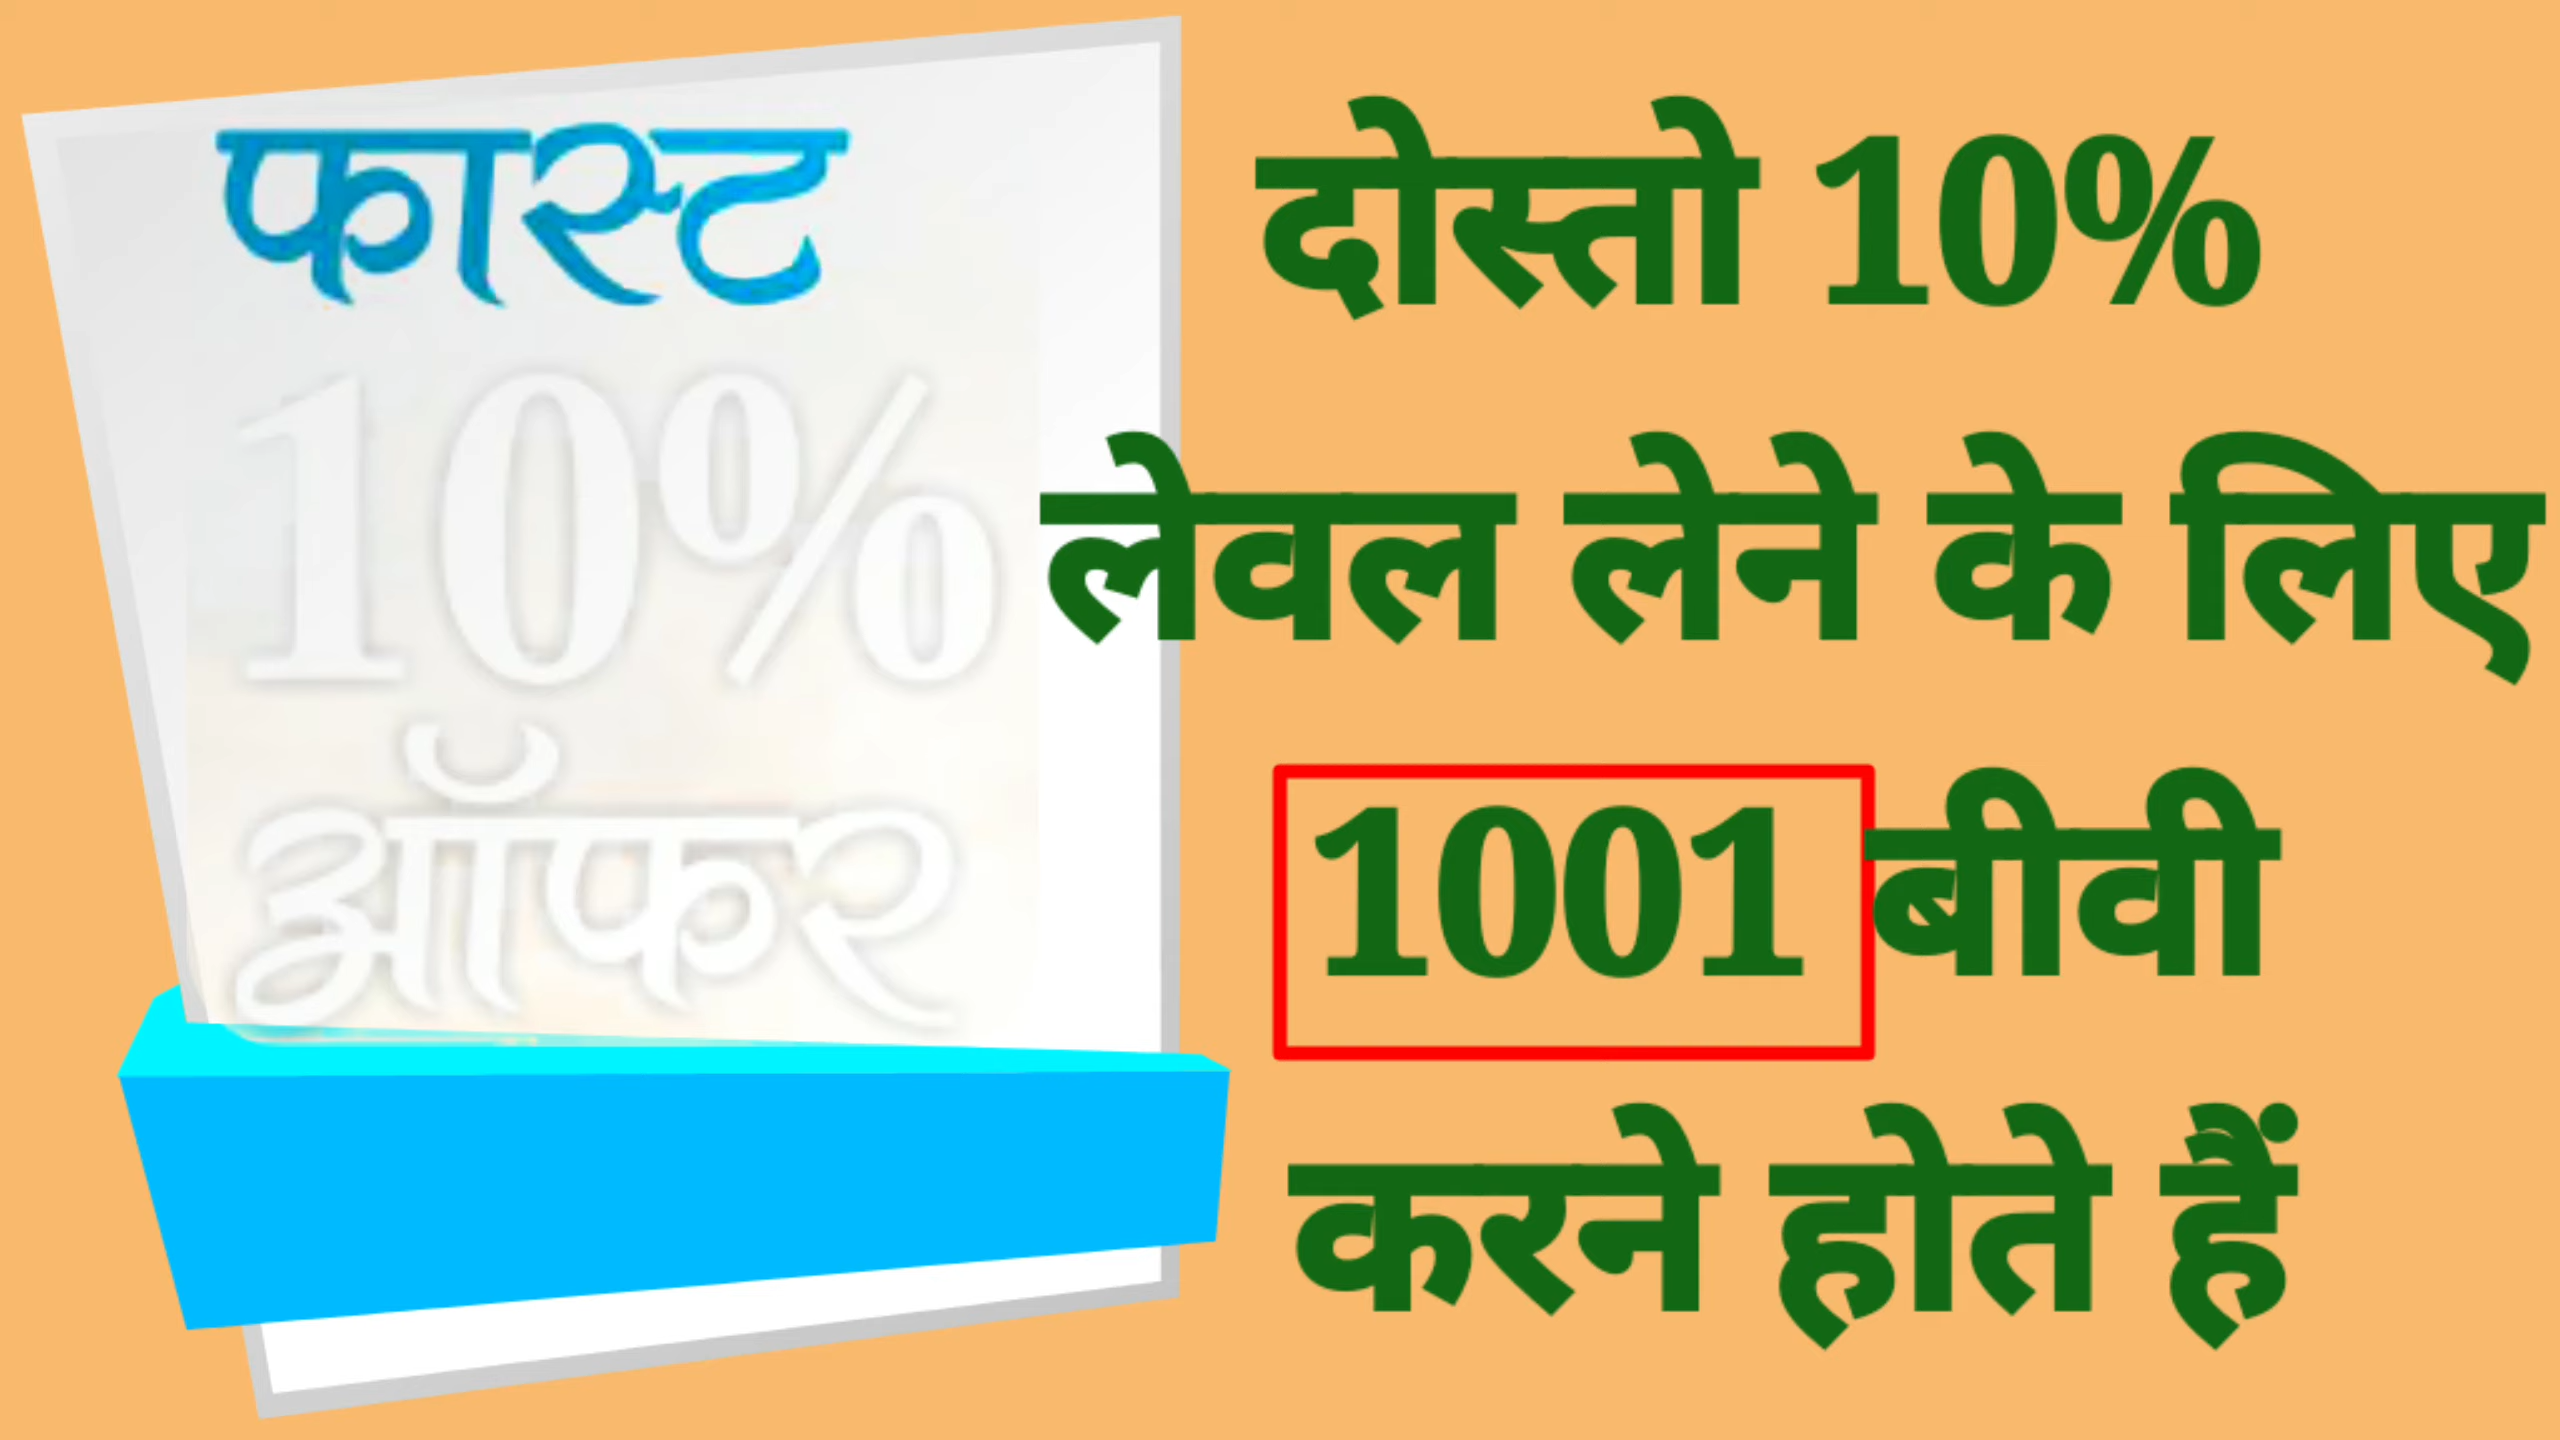 फास्ट
10%
ऑफर
दोस्तो 10%
लेवल लेने के लिए
1001 बीवी
करने होते हैं